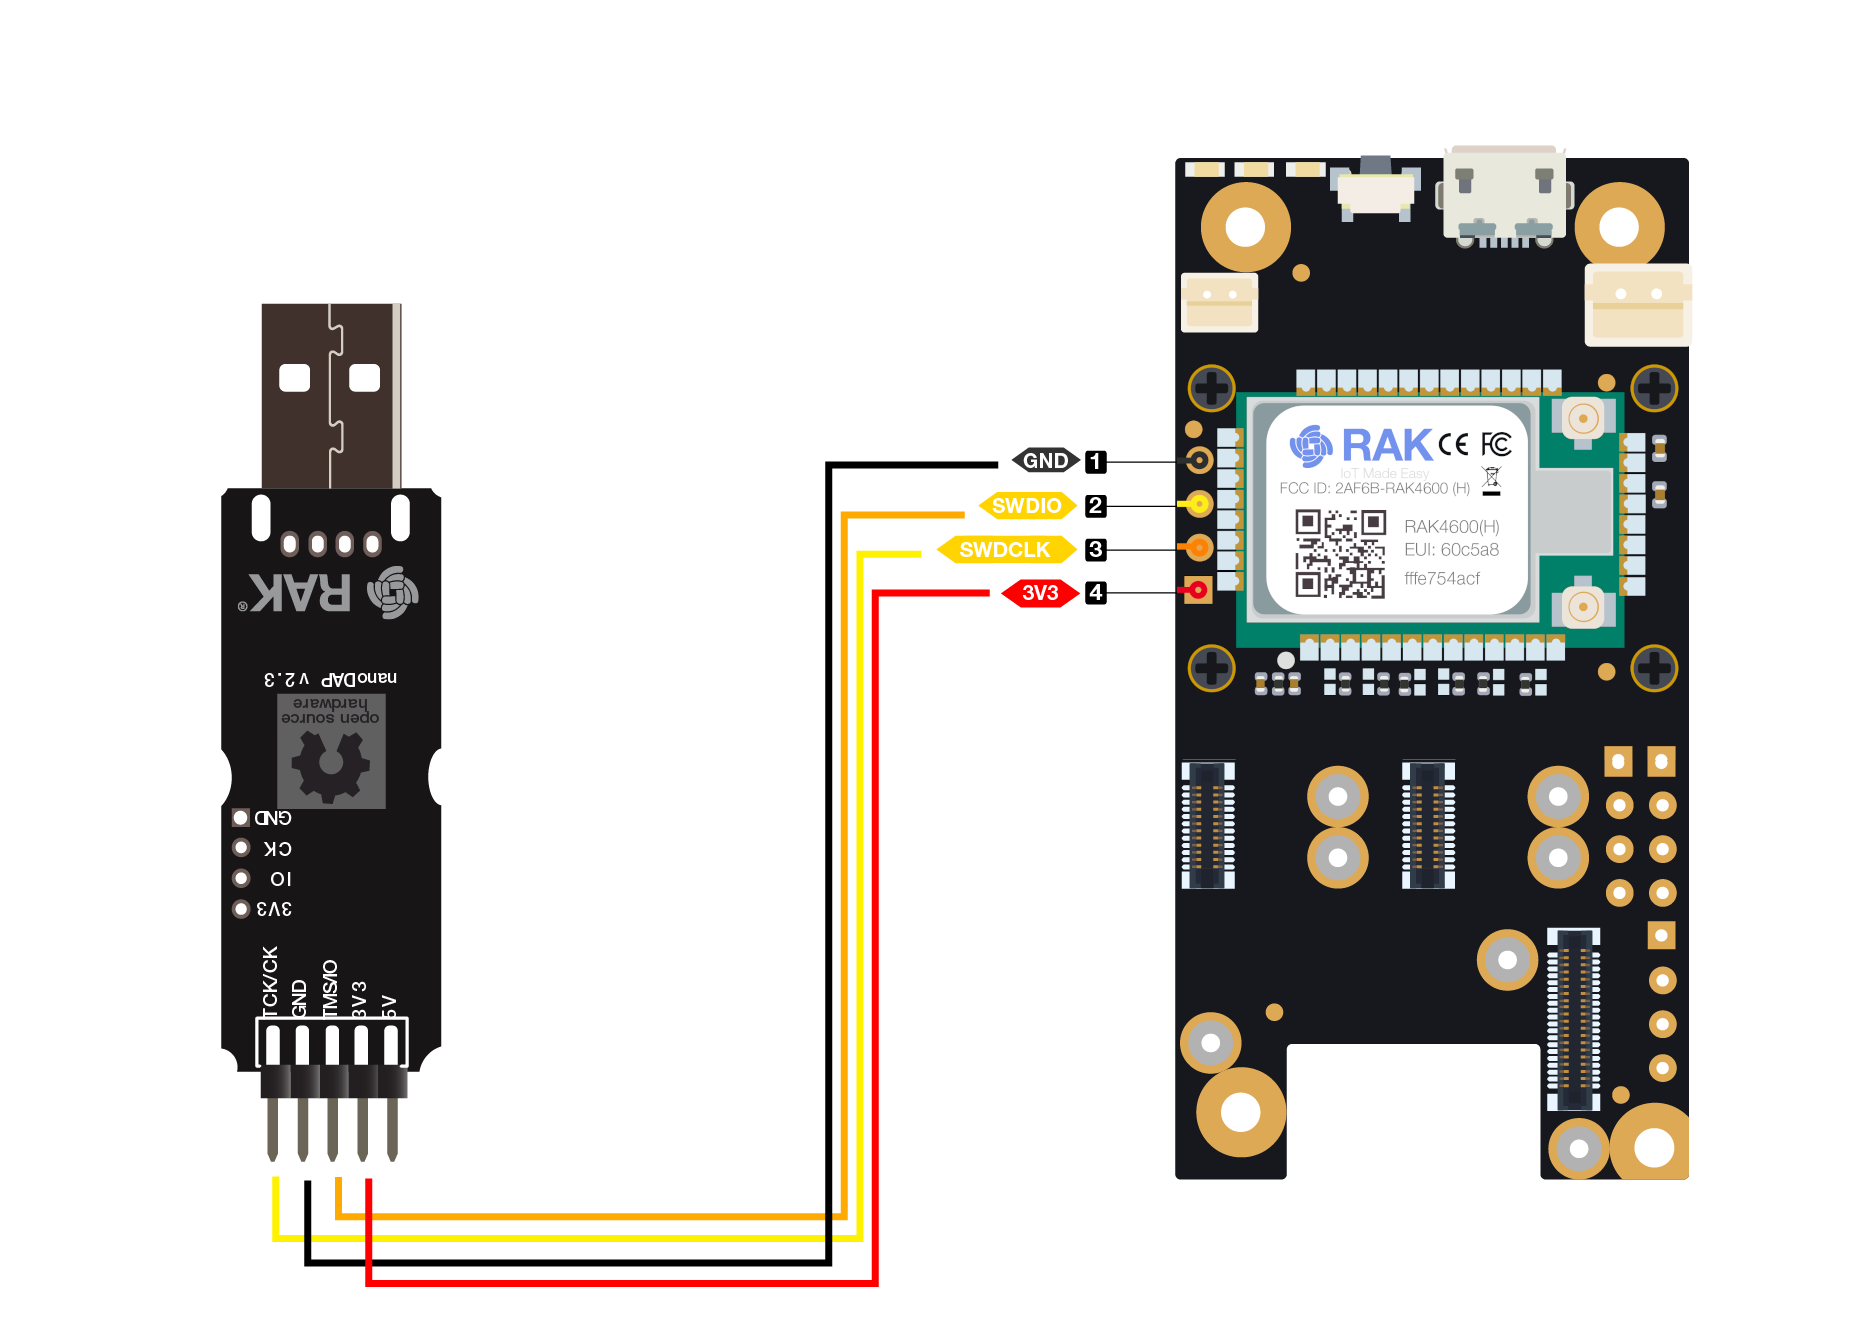 RAK®
nanoDAP v2.3
open source
hardware
GND
CK
IO
3V3
TCK/CK
GND
TMS/IO
3V3
5V
GND 1
SWDIO 2
SWDCLK 3
3V3 4
RAK CE FC
IoT Made Easy
FCC ID: 2AF6B-RAK4600 (H)
RAK4600(H)
EUI: 60c5a8
fffe754acf